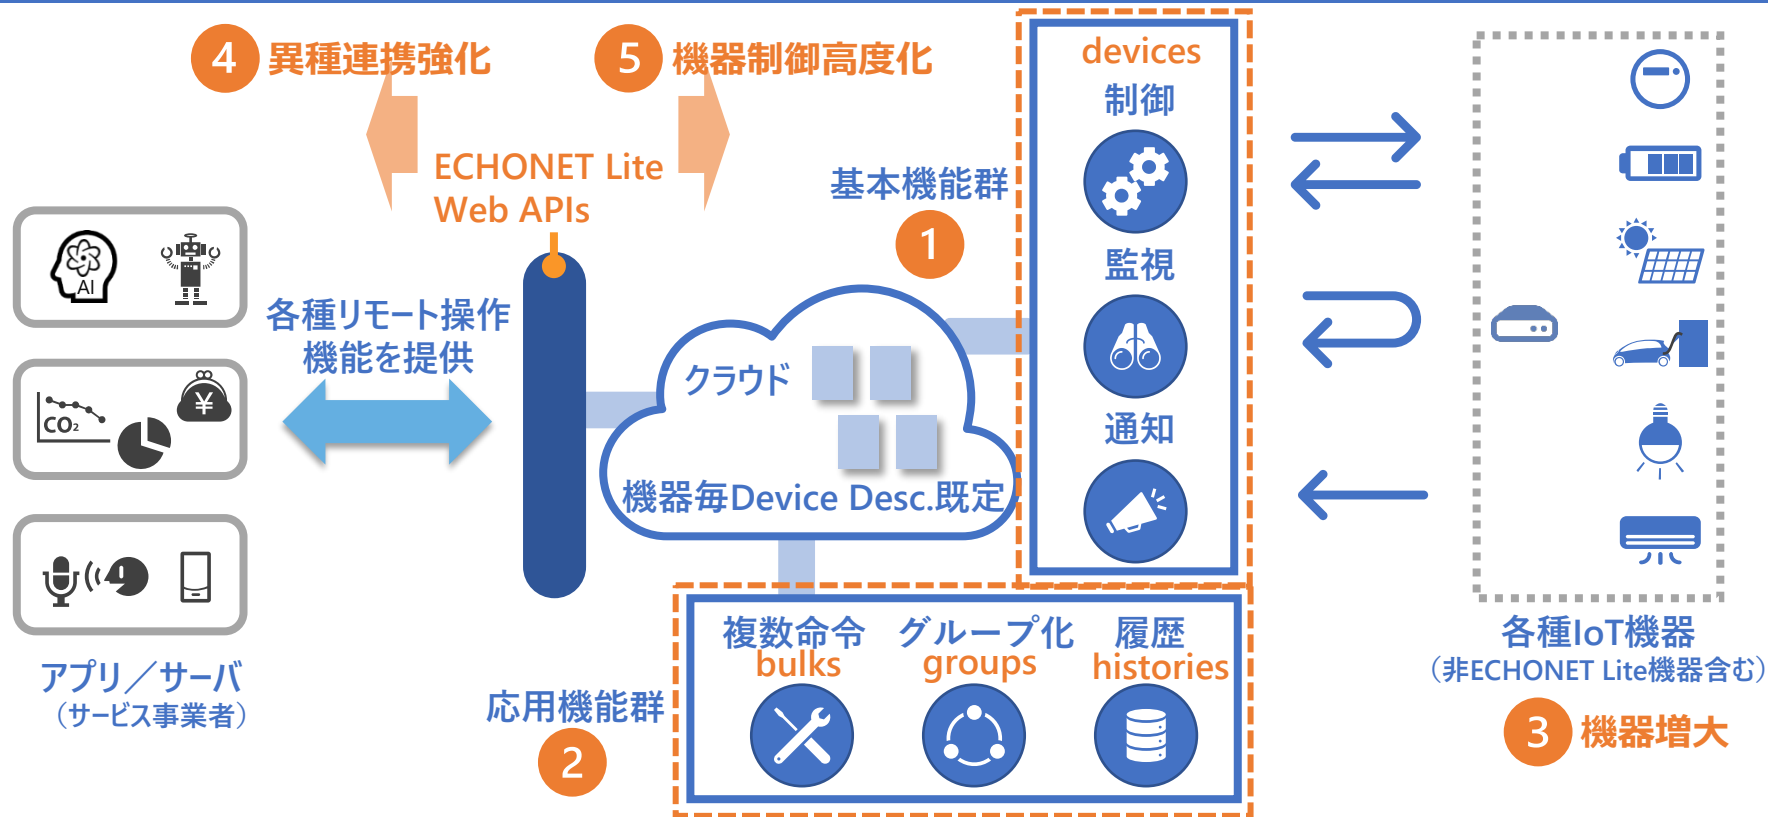 4 異種連携強化
5 機器制御高度化
devices
制御
ECHONET Lite
Web APIs
基本機能群
1
監視
AI
各種リモート操作
機能を提供
クラウド
CO₂
¥
通知
機器毎Device Desc.既定
複数命令
bulks
グループ化
groups
履歴
histories
各種IoT機器
（非ECHONET Lite機器含む）
アプリ／サーバ
（サービス事業者）
応用機能群
2
3 機器増大